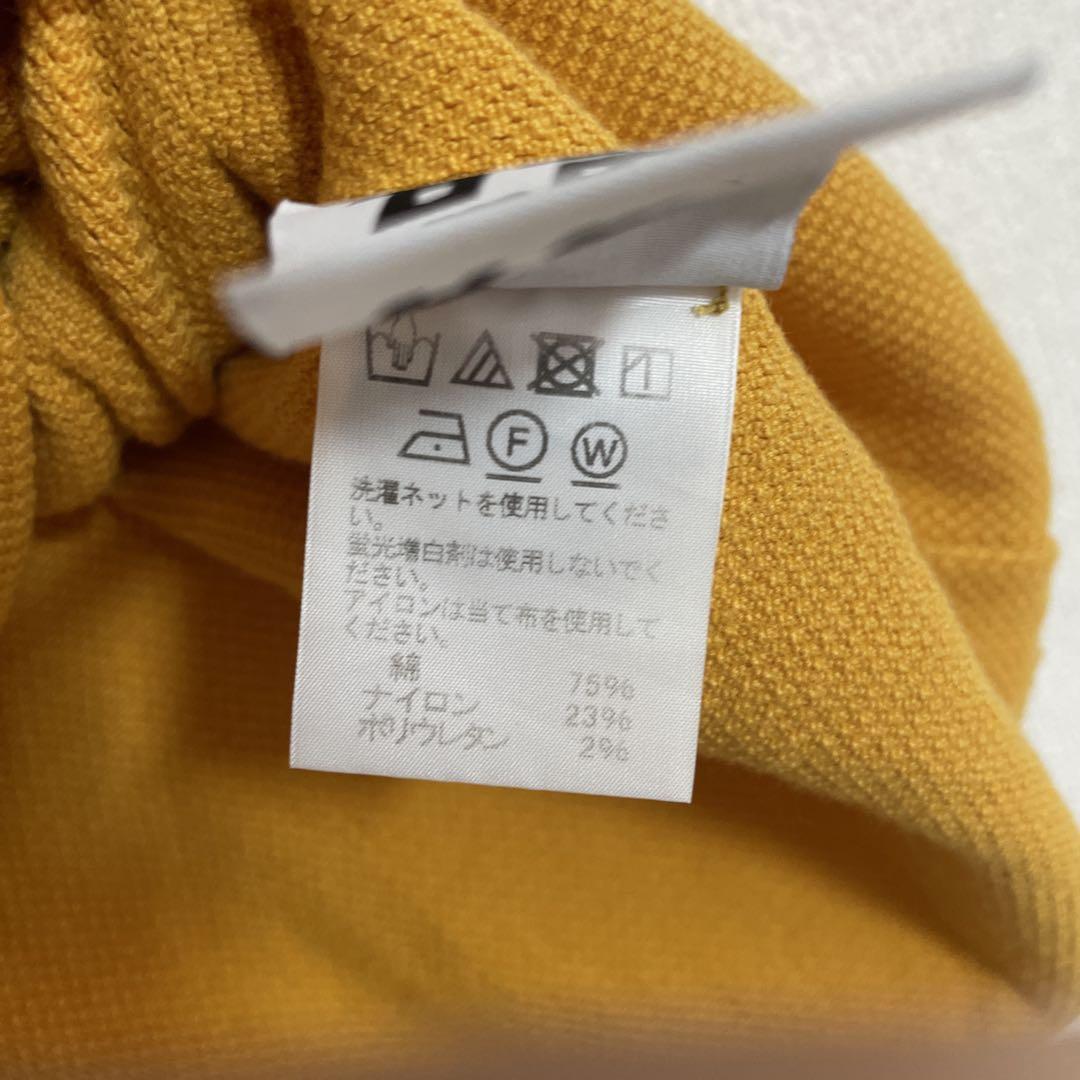 F W
洗濯ネットを使用してくださ
い。
蛍光増白剤は使用しないでく
ださい。
アイロンは当て布を使用して
ください。
綿 75%
ナイロン 23%
ポリウレタン 2%